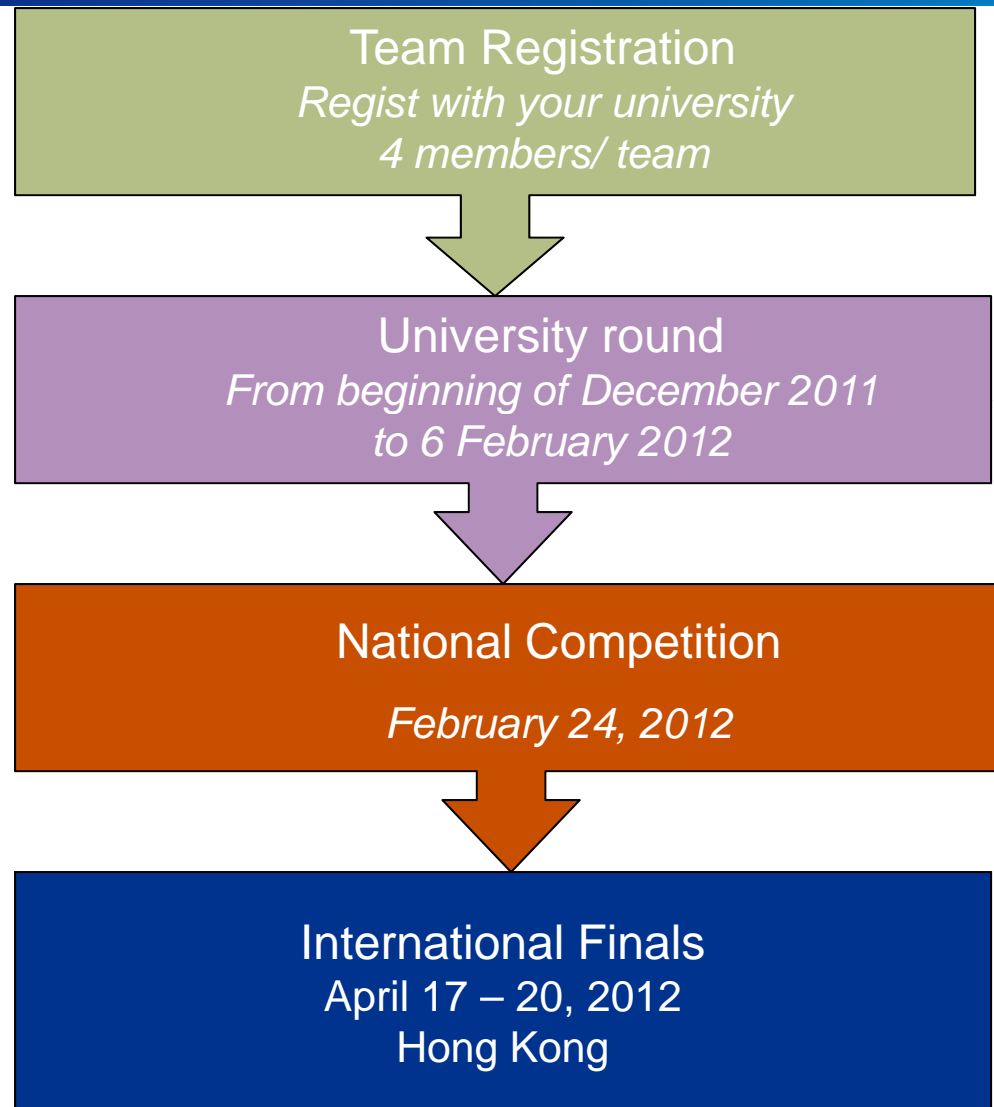 Team Registration
Regist with your university
4 members/ team
University round
From beginning of December 2011
to 6 February 2012
National Competition
February 24, 2012
International Finals
April 17 – 20, 2012
Hong Kong